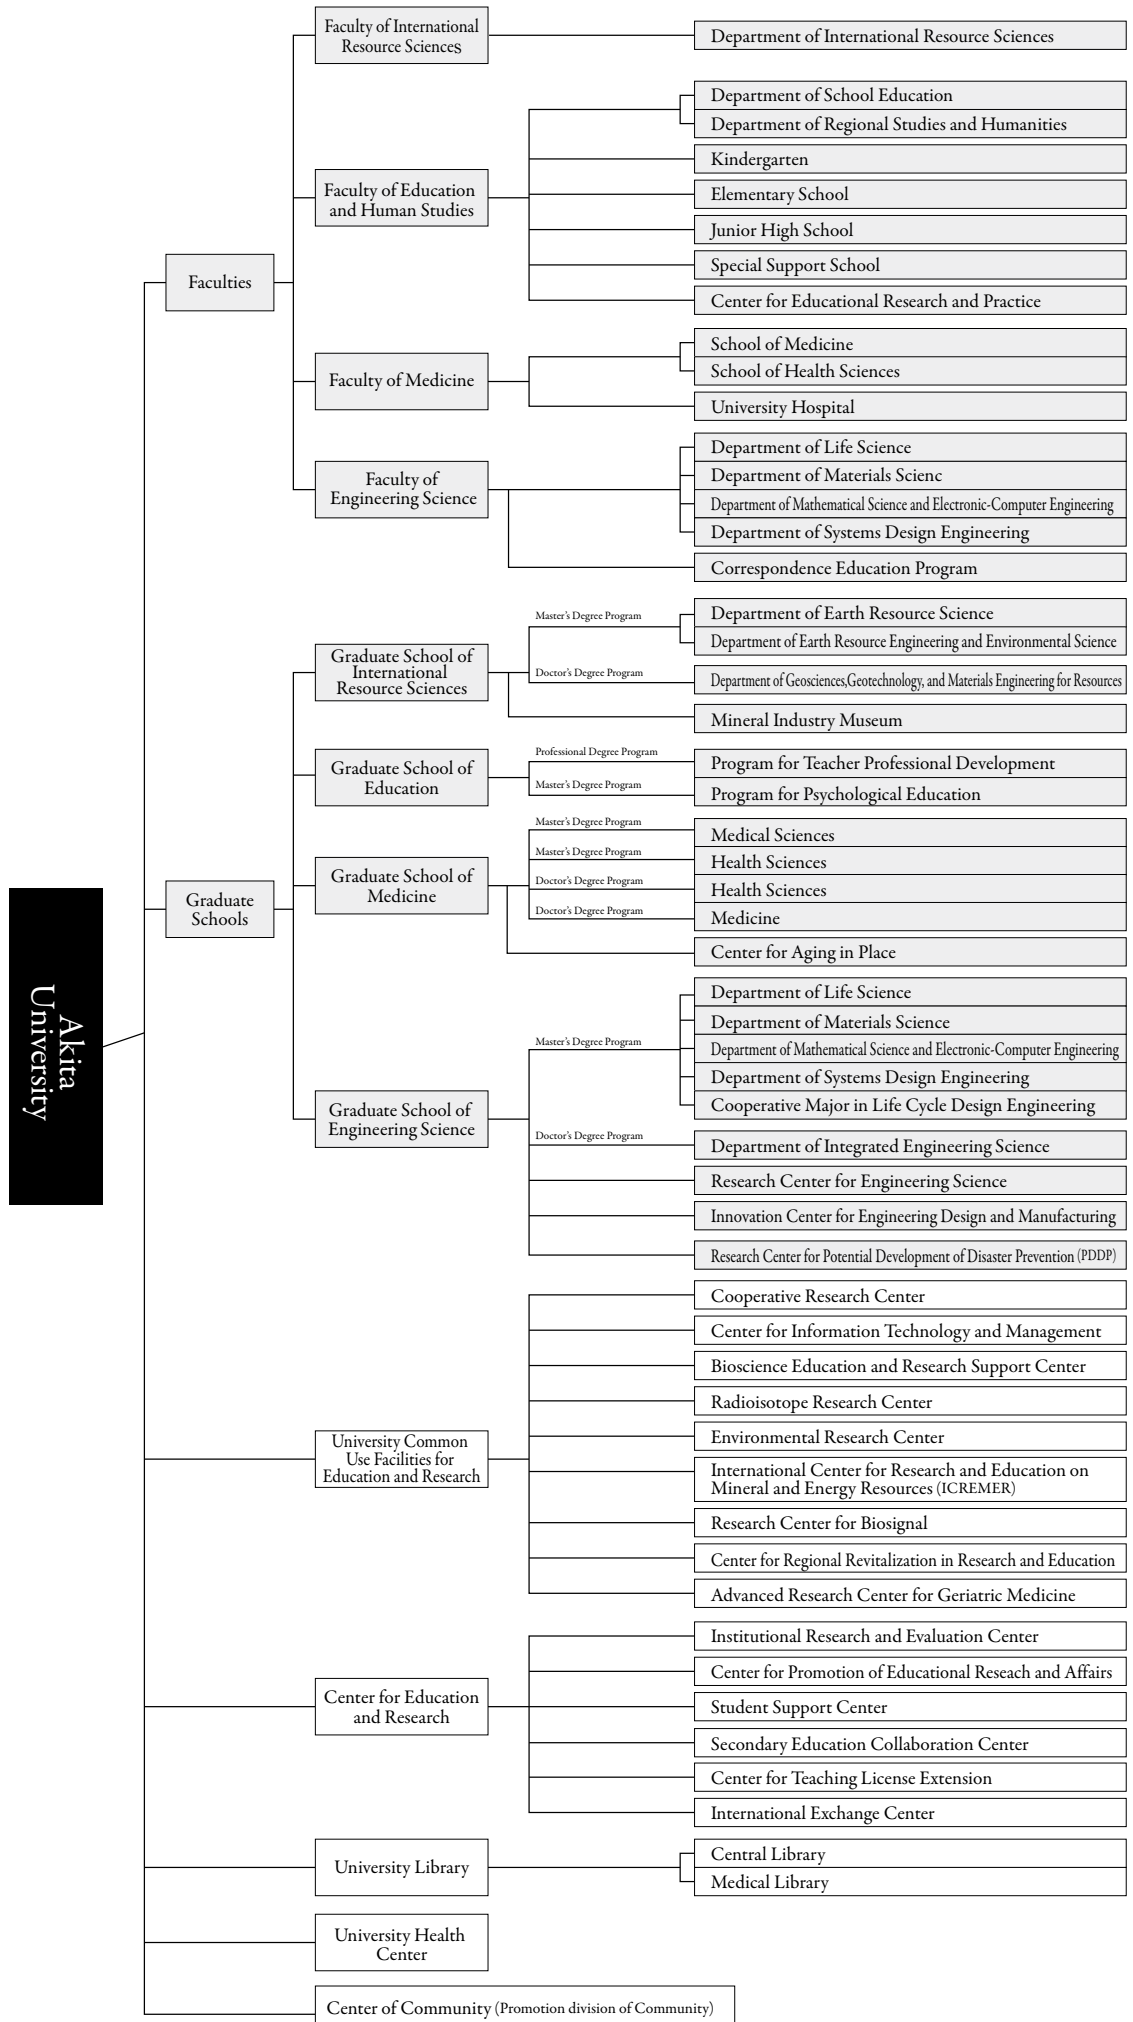 Akita
University
Faculties
Faculty of International
Resource Sciences
Department of International Resource Sciences
Faculty of Education
and Human Studies
Department of School Education
Department of Regional Studies and Humanities
Kindergarten
Elementary School
Junior High School
Special Support School
Center for Educational Research and Practice
Faculty of Medicine
School of Medicine
School of Health Sciences
University Hospital
Faculty of
Engineering Science
Department of Life Science
Department of Materials Scienc
Department of Mathematical Science and Electronic-Computer Engineering
Department of Systems Design Engineering
Correspondence Education Program
Graduate
Schools
Graduate School of
International
Resource Sciences
Master's Degree Program
Department of Earth Resource Science
Department of Earth Resource Engineering and Environmental Science
Doctor's Degree Program
Department of Geosciences,Geotechnology, and Materials Engineering for Resources
Mineral Industry Museum
Graduate School of
Education
Professional Degree Program
Program for Teacher Professional Development
Master's Degree Program
Program for Psychological Education
Graduate School of
Medicine
Master's Degree Program
Medical Sciences
Master's Degree Program
Health Sciences
Doctor's Degree Program
Health Sciences
Doctor's Degree Program
Medicine
Center for Aging in Place
Graduate School of
Engineering Science
Master's Degree Program
Department of Life Science
Department of Materials Science
Department of Mathematical Science and Electronic-Computer Engineering
Department of Systems Design Engineering
Cooperative Major in Life Cycle Design Engineering
Doctor's Degree Program
Department of Integrated Engineering Science
Research Center for Engineering Science
Innovation Center for Engineering Design and Manufacturing
Research Center for Potential Development of Disaster Prevention (PDDP)
University Common
Use Facilities for
Education and Research
Cooperative Research Center
Center for Information Technology and Management
Bioscience Education and Research Support Center
Radioisotope Research Center
Environmental Research Center
International Center for Research and Education on
Mineral and Energy Resources (ICREMER)
Research Center for Biosignal
Center for Regional Revitalization in Research and Education
Advanced Research Center for Geriatric Medicine
Center for Education
and Research
Institutional Research and Evaluation Center
Center for Promotion of Educational Reseach and Affairs
Student Support Center
Secondary Education Collaboration Center
Center for Teaching License Extension
International Exchange Center
University Library
Central Library
Medical Library
University Health
Center
Center of Community (Promotion division of Community)